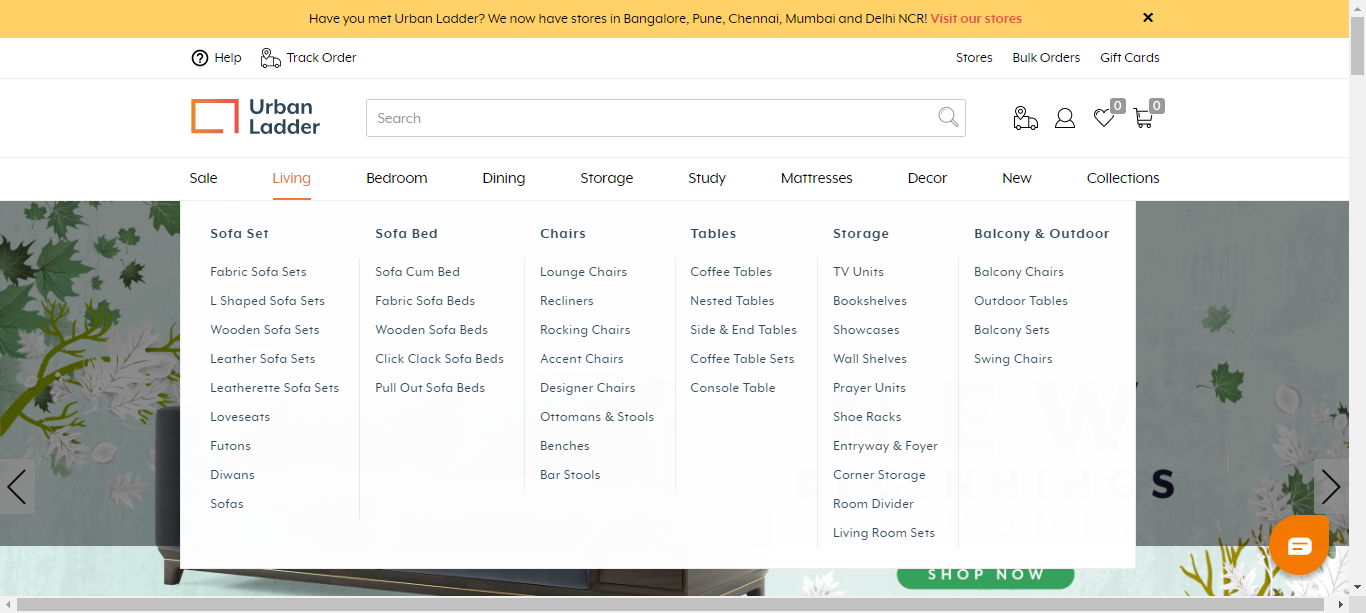 Have you met Urban Ladder? We now have stores in Bangalore, Pune, Chennai, Mumbai and Delhi NCR! Visit our stores
Help Track Order Stores Bulk Orders Gift Cards
Urban
Ladder
Search
0 0
Sale Living Bedroom Dining Storage Study Mattresses Decor New Collections
Sofa Set
Fabric Sofa Sets
L Shaped Sofa Sets
Wooden Sofa Sets
Leather Sofa Sets
Leatherette Sofa Sets
Loveseats
Futons
Diwans
Sofas
Sofa Bed
Sofa Cum Bed
Fabric Sofa Beds
Wooden Sofa Beds
Click Clack Sofa Beds
Pull Out Sofa Beds
Chairs
Lounge Chairs
Recliners
Rocking Chairs
Accent Chairs
Designer Chairs
Ottomans & Stools
Benches
Bar Stools
Tables
Coffee Tables
Nested Tables
Side & End Tables
Coffee Table Sets
Console Table
Storage
TV Units
Bookshelves
Showcases
Wall Shelves
Prayer Units
Shoe Racks
Entryway & Foyer
Corner Storage
Room Divider
Living Room Sets
Balcony & Outdoor
Balcony Chairs
Outdoor Tables
Balcony Sets
Swing Chairs
NEW
BEGINNINGS
SHOP NOW